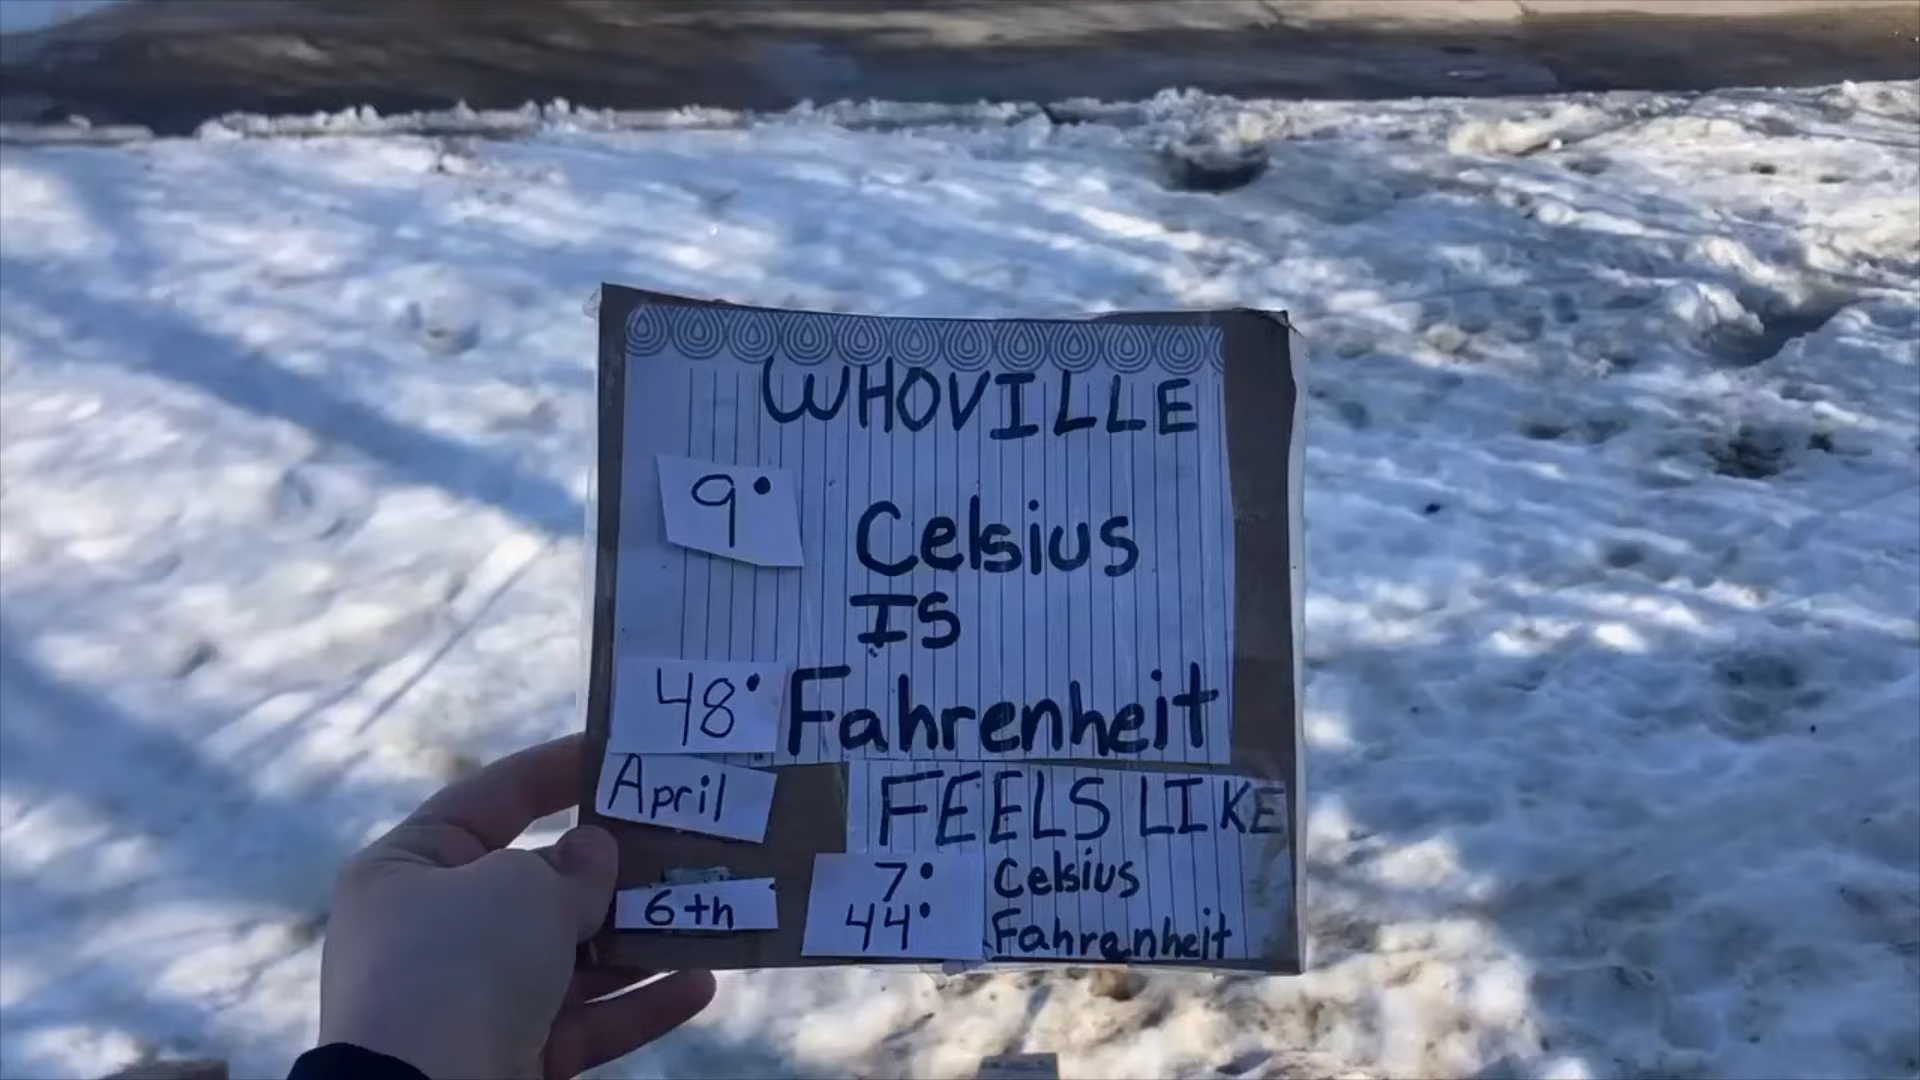 WHOVILLE
9° Celsius
IS
48° Fahrenheit
April
6th
FEELS LIKE
7° Celsius
44° Fahrenheit